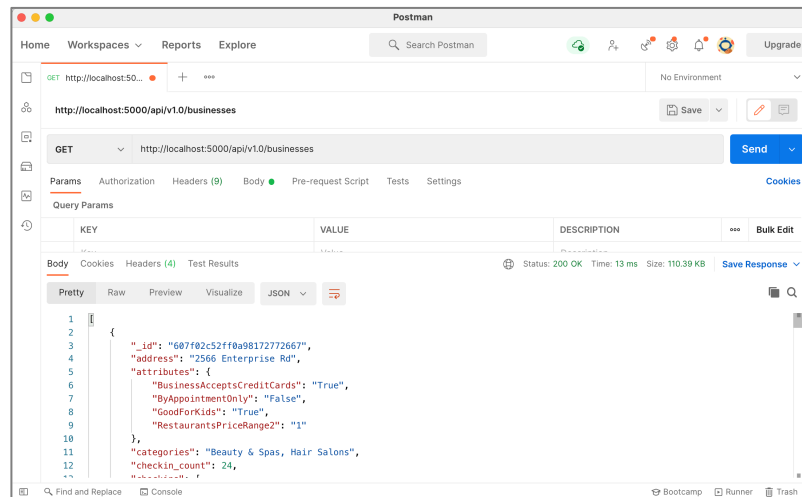 Postman
Home Workspaces Reports Explore Search Postman Upgrade
GET http://localhost:50... No Environment
http://localhost:5000/api/v1.0/businesses Save
GET http://localhost:5000/api/v1.0/businesses Send
Params Authorization Headers (9) Body Pre-request Script Tests Settings Cookies
Query Params
KEY VALUE DESCRIPTION Bulk Edit
Body Cookies Headers (4) Test Results Status: 200 OK Time: 13 ms Size: 110.39 KB Save Response
Pretty Raw Preview Visualize JSON
1 [
2 {
3 "_id": "607f02c52ff0a98172772667",
4 "address": "2566 Enterprise Rd",
5 "attributes": {
6 "BusinessAcceptsCreditCards": "True",
7 "ByAppointmentOnly": "False",
8 "GoodForKids": "True",
9 "RestaurantsPriceRange2": "1"
10 },
11 "categories": "Beauty & Spas, Hair Salons",
12 "checkin_count": 24,
Find and Replace Console Bootcamp Runner Trash